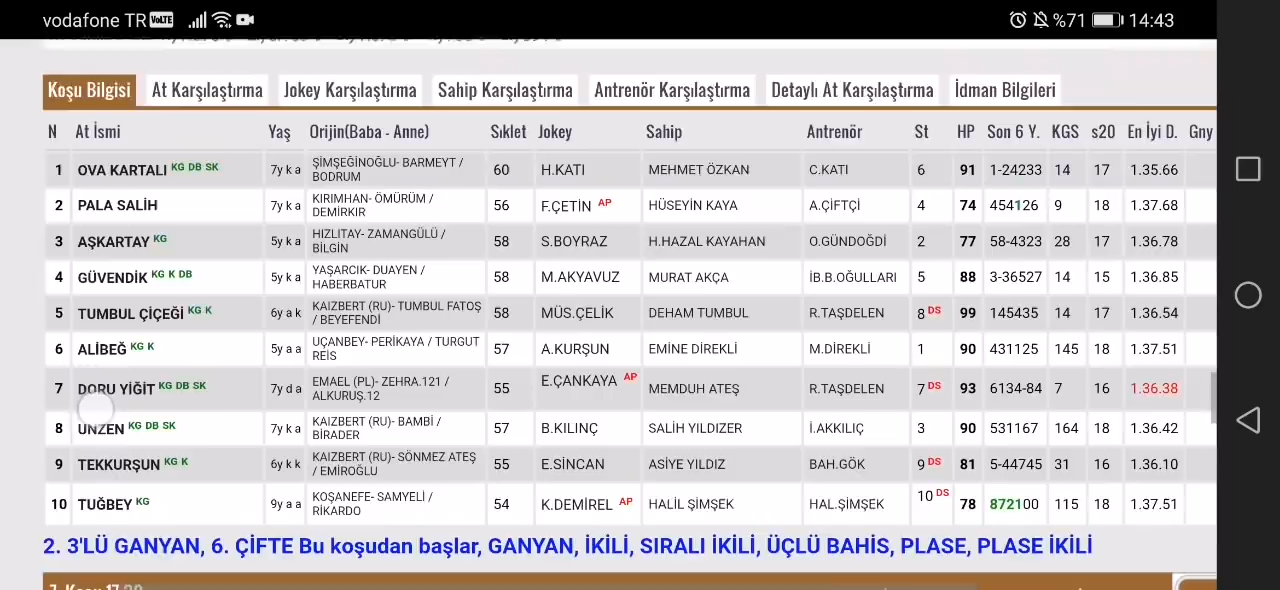 vodafone TR VoLTE %71 14:43
Koşu Bilgisi At Karşılaştırma Jokey Karşılaştırma Sahip Karşılaştırma Antrenör Karşılaştırma Detaylı At Karşılaştırma İdman Bilgileri
N At İsmi Yaş Orijin(Baba - Anne) Sıklet Jokey Sahip Antrenör St HP Son 6 Y. KGS s20 En İyi D. Gny
1 OVA KARTALI KG DB SK 7y k a ŞİMŞEĞİNOĞLU- BARMEYT / BODRUM 60 H.KATI MEHMET ÖZKAN C.KATI 6 91 1-24233 14 17 1.35.66
2 PALA SALİH 7y k a KIRIMHAN- ÖMÜRÜM / DEMİRKIR 56 F.ÇETİN AP HÜSEYİN KAYA A.ÇİFTÇİ 4 74 454126 9 18 1.37.68
3 AŞKARTAY KG 5y k a HIZLITAY- ZAMANGÜLÜ / BİLGİN 58 S.BOYRAZ H.HAZAL KAYAHAN O.GÜNDOĞDİ 2 77 58-4323 28 17 1.36.78
4 GÜVENDİK KG K DB 5y k a YAŞARCIK- DUAYEN / HABERBATUR 58 M.AKYAVUZ MURAT AKÇA İB.B.OĞULLARI 5 88 3-36527 14 15 1.36.85
5 TUMBUL ÇİÇEĞİ KG K 6y a k KAIZBERT (RU)- TUMBUL FATOŞ / BEYEFENDİ 58 MÜS.ÇELİK DEHAM TUMBUL R.TAŞDELEN 8 DS 99 145435 14 17 1.36.54
6 ALİBEĞ KG K 5y a a UÇANBEY- PERİKAYA / TURGUT REİS 57 A.KURŞUN EMİNE DİREKLİ M.DİREKLİ 1 90 431125 145 18 1.37.51
7 DORU YİĞİT KG DB SK 7y d a EMAEL (PL)- ZEHRA.121 / ALKURUŞ.12 55 E.ÇANKAYA AP MEMDUH ATEŞ R.TAŞDELEN 7 DS 93 6134-84 7 16 1.36.38
8 ÜNZEN KG DB SK 7y k a KAIZBERT (RU)- BAMBİ / BİRADER 57 B.KILINÇ SALİH YILDIZER İ.AKKILIÇ 3 90 531167 164 18 1.36.42
9 TEKKURŞUN KG K 6y k k KAIZBERT (RU)- SÖNMEZ ATEŞ / EMİROĞLU 55 E.SİNCAN ASİYE YILDIZ BAH.GÖK 9 DS 81 5-44745 31 16 1.36.10
10 TUĞBEY KG 9y a a KOŞANEFE- SAMYELİ / RİKARDO 54 K.DEMİREL AP HALİL ŞİMŞEK HAL.ŞİMŞEK 10 DS 78 872100 115 18 1.37.51
2. 3'LÜ GANYAN, 6. ÇİFTE Bu koşudan başlar, GANYAN, İKİLİ, SIRALI İKİLİ, ÜÇLÜ BAHİS, PLASE, PLASE İKİLİ